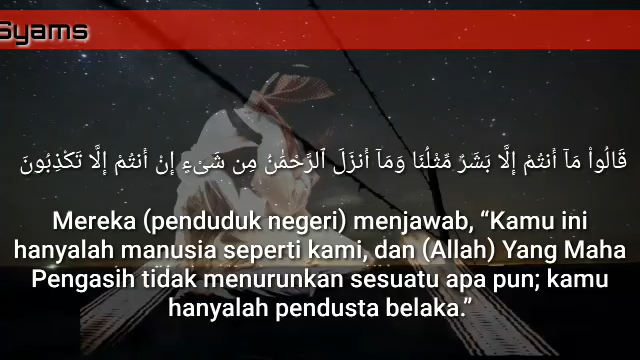 Syams
قَالُوا۟ مَآ أَنتُمْ إِلَّا بَشَرٌ مِّثْلُنَا وَمَآ أَنزَلَ ٱلرَّحْمَٰنُ مِن شَىْءٍ إِنْ أَنتُمْ إِلَّا تَكْذِبُونَ
Mereka (penduduk negeri) menjawab, “Kamu ini
hanyalah manusia seperti kami, dan (Allah) Yang Maha
Pengasih tidak menurunkan sesuatu apa pun; kamu
hanyalah pendusta belaka.”